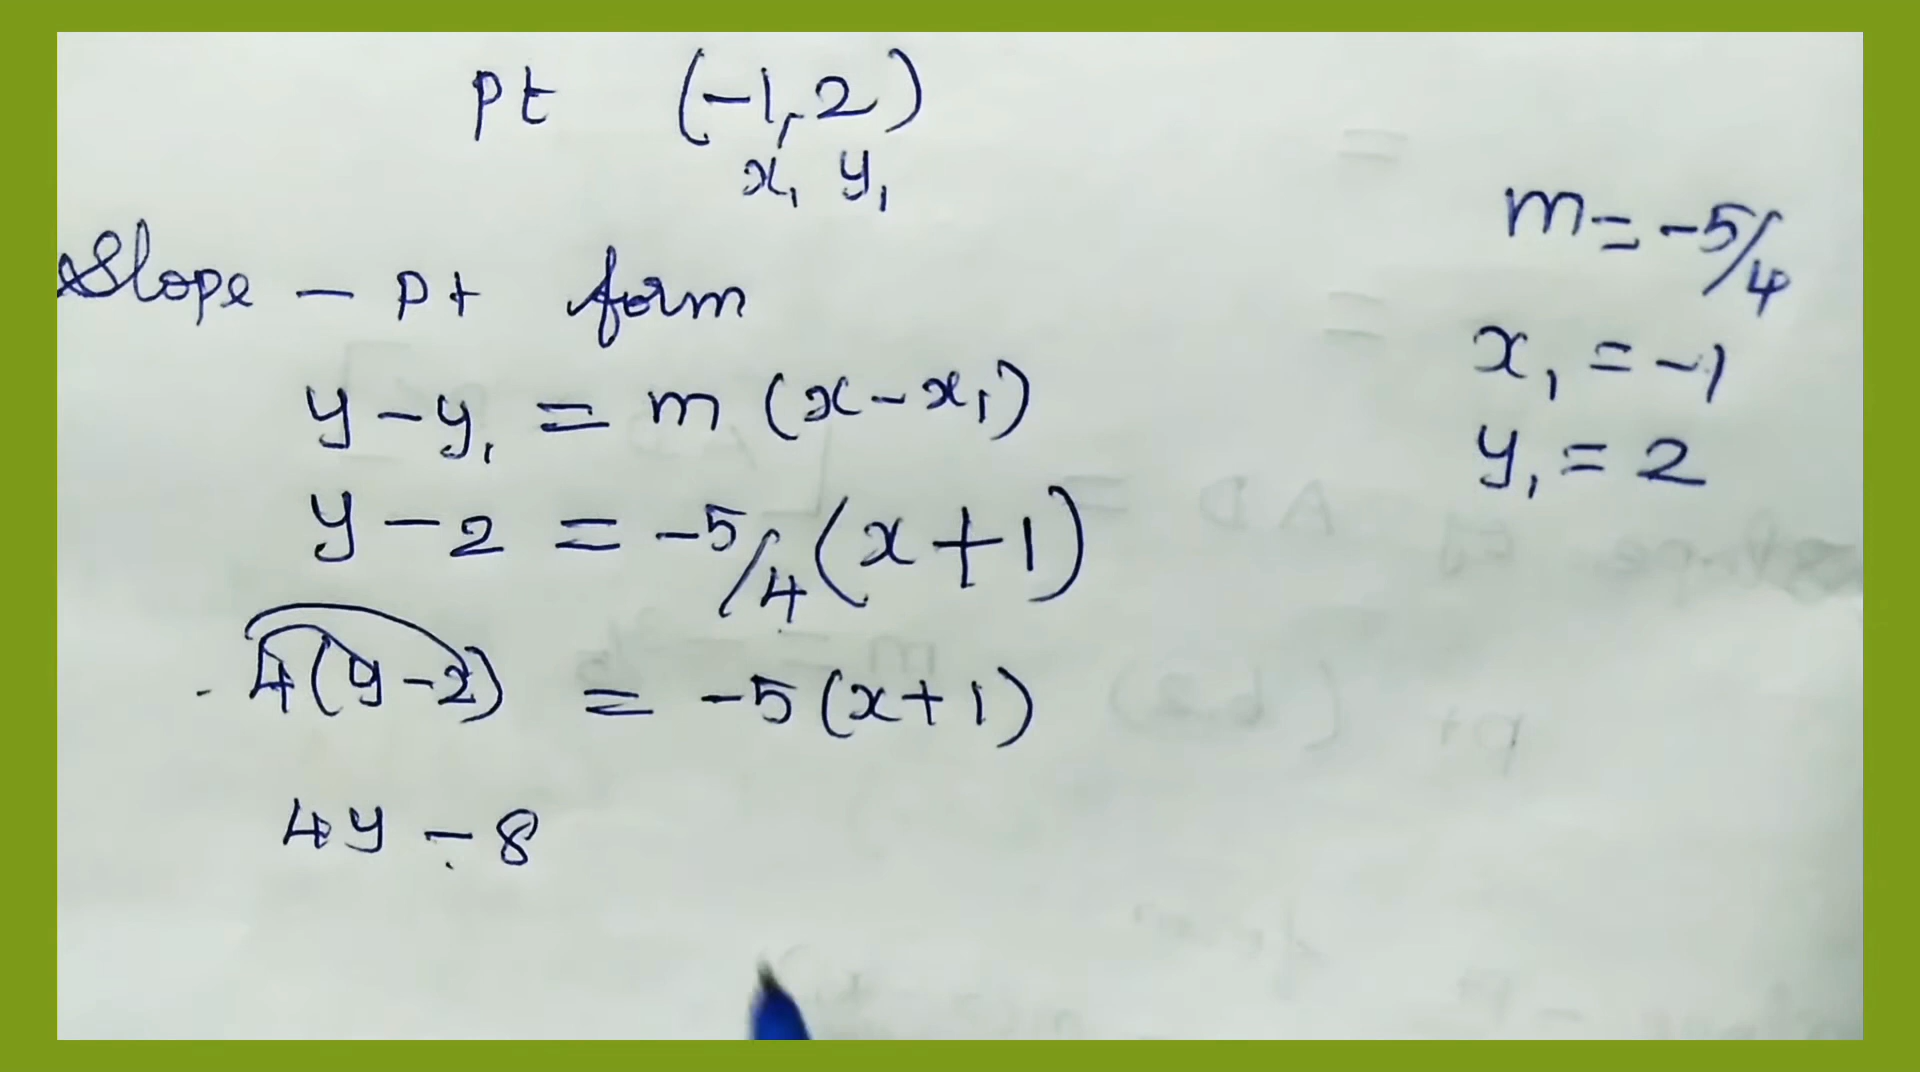 pt (-1, 2)
x₁ y₁
Slope - pt form
y - y₁ = m (x - x₁)
y - 2 = -5/4 (x + 1)
4(y - 2) = -5(x + 1)
4y - 8
m = -5/4
x₁ = -1
y₁ = 2